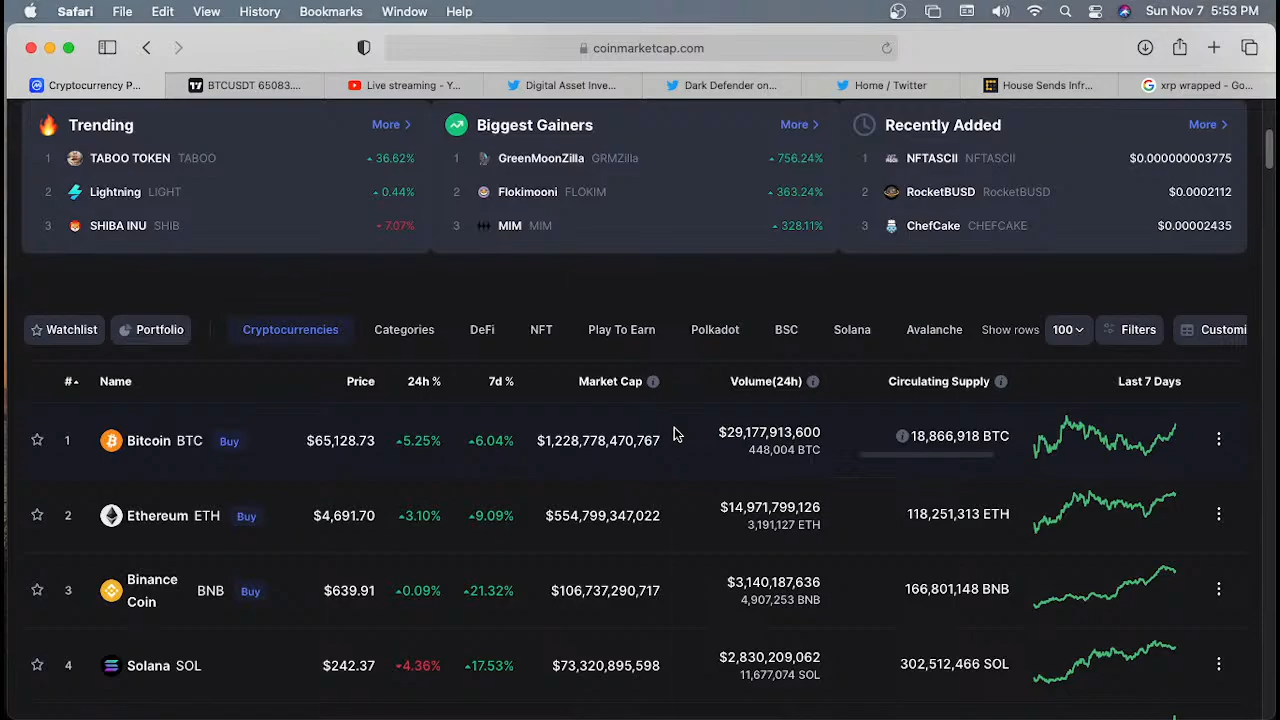 Safari File Edit View History Bookmarks Window Help Sun Nov 7 5:53 PM
coinmarketcap.com
Cryptocurrency P... BTCUSDT 65083.... Live streaming - Y... Digital Asset Inve... Dark Defender on... Home / Twitter House Sends Infr... xrp wrapped - Go...
Trending More >
1 TABOO TOKEN TABOO 36.62%
2 Lightning LIGHT 0.44%
3 SHIBA INU SHIB 7.07%
Biggest Gainers More >
1 GreenMoonZilla GRMZilla 756.24%
2 Flokimooni FLOKIM 363.24%
3 MIM MIM 328.11%
Recently Added More >
1 NFTASCII NFTASCII $0.000000003775
2 RocketBUSD RocketBUSD $0.0002112
3 ChefCake CHEFCAKE $0.00002435
Watchlist Portfolio Cryptocurrencies Categories DeFi NFT Play To Earn Polkadot BSC Solana Avalanche Show rows 100 Filters Customi
# Name Price 24h % 7d % Market Cap Volume(24h) Circulating Supply Last 7 Days
1 Bitcoin BTC Buy $65,128.73 5.25% 6.04% $1,228,778,470,767 $29,177,913,600 18,866,918 BTC
448,004 BTC
2 Ethereum ETH Buy $4,691.70 3.10% 9.09% $554,799,347,022 $14,971,799,126 118,251,313 ETH
3,191,127 ETH
3 Binance Coin BNB Buy $639.91 0.09% 21.32% $106,737,290,717 $3,140,187,636 166,801,148 BNB
4,907,253 BNB
4 Solana SOL $242.37 4.36% 17.53% $73,320,895,598 $2,830,209,062 302,512,466 SOL
11,677,074 SOL